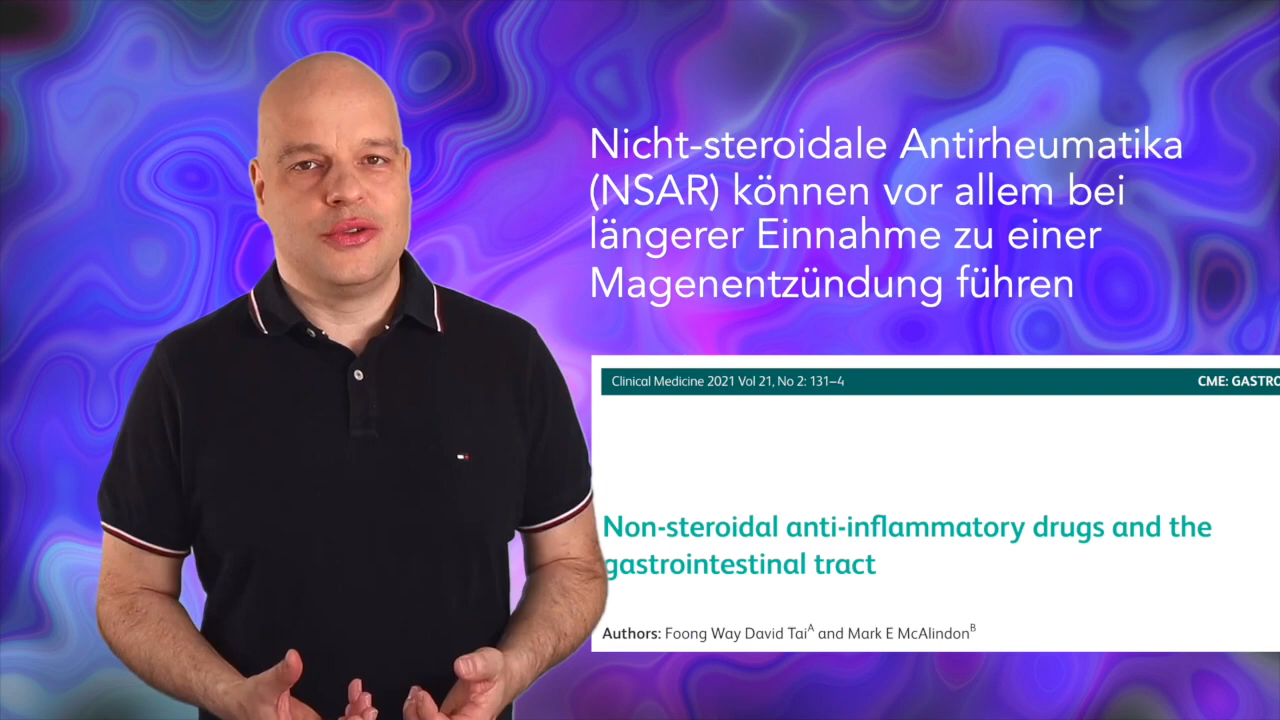 Nicht-steroidale Antirheumatika
(NSAR) können vor allem bei
längerer Einnahme zu einer
Magenentzündung führen
Clinical Medicine 2021 Vol 21, No 2: 131–4
CME: GASTRO
Non-steroidal anti-inflammatory drugs and the
gastrointestinal tract
Authors: Foong Way David Taiᴬ and Mark E McAlindonᴮ